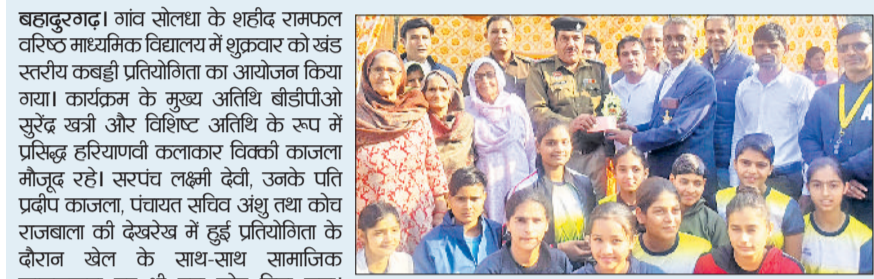 बहादुरगढ़। गांव सोलधा के शहीद रामफल
वरिष्ठ माध्यमिक विद्यालय में शुक्रवार को खंड
स्तरीय कबड्डी प्रतियोगिता का आयोजन किया
गया। कार्यक्रम के मुख्य अतिथि बीडीपीओ
सुरेंद्र खत्री और विशिष्ट अतिथि के रूप में
प्रसिद्ध हरियाणवी कलाकार विक्की काजला
मौजूद रहे। सरपंच लक्ष्मी देवी, उनके पति
प्रदीप काजला, पंचायत सचिव अंशु तथा कोच
राजबाला की देखरेख में हुई प्रतियोगिता के
दौरान खेल के साथ-साथ सामाजिक